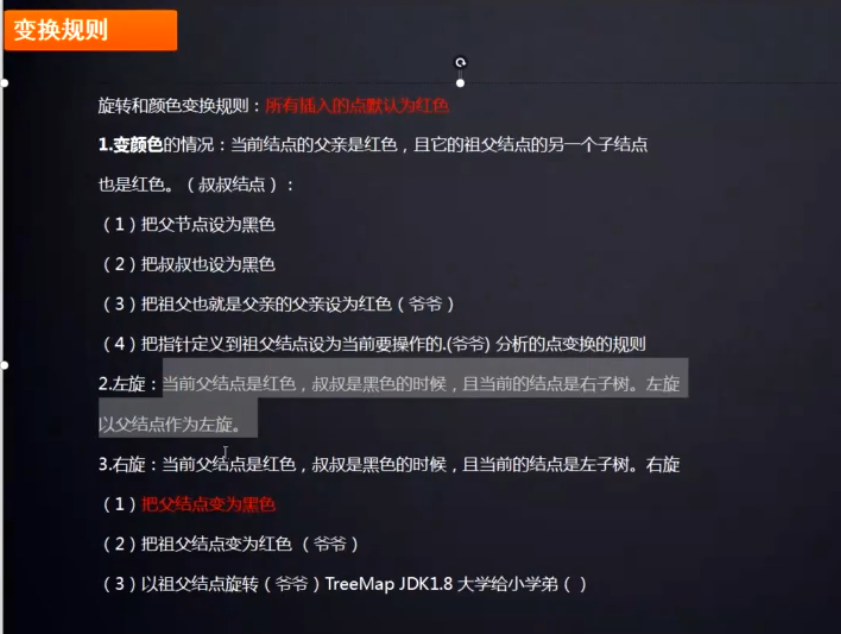 变换规则
旋转和颜色变换规则：所有插入的点默认为红色
1.变颜色的情况：当前结点的父亲是红色，且它的祖父结点的另一个子结点
也是红色。（叔叔结点）：
（1）把父节点设为黑色
（2）把叔叔也设为黑色
（3）把祖父也就是父亲的父亲设为红色（爷爷）
（4）把指针定义到祖父结点设为当前要操作的.(爷爷) 分析的点变换的规则
2.左旋：当前父结点是红色，叔叔是黑色的时候，且当前的结点是右子树。左旋
以父结点作为左旋。
3.右旋：当前父结点是红色，叔叔是黑色的时候，且当前的结点是左子树。右旋
（1）把父结点变为黑色
（2）把祖父结点变为红色 （爷爷）
（3）以祖父结点旋转（爷爷）TreeMap JDK1.8 大学给小学弟（ ）